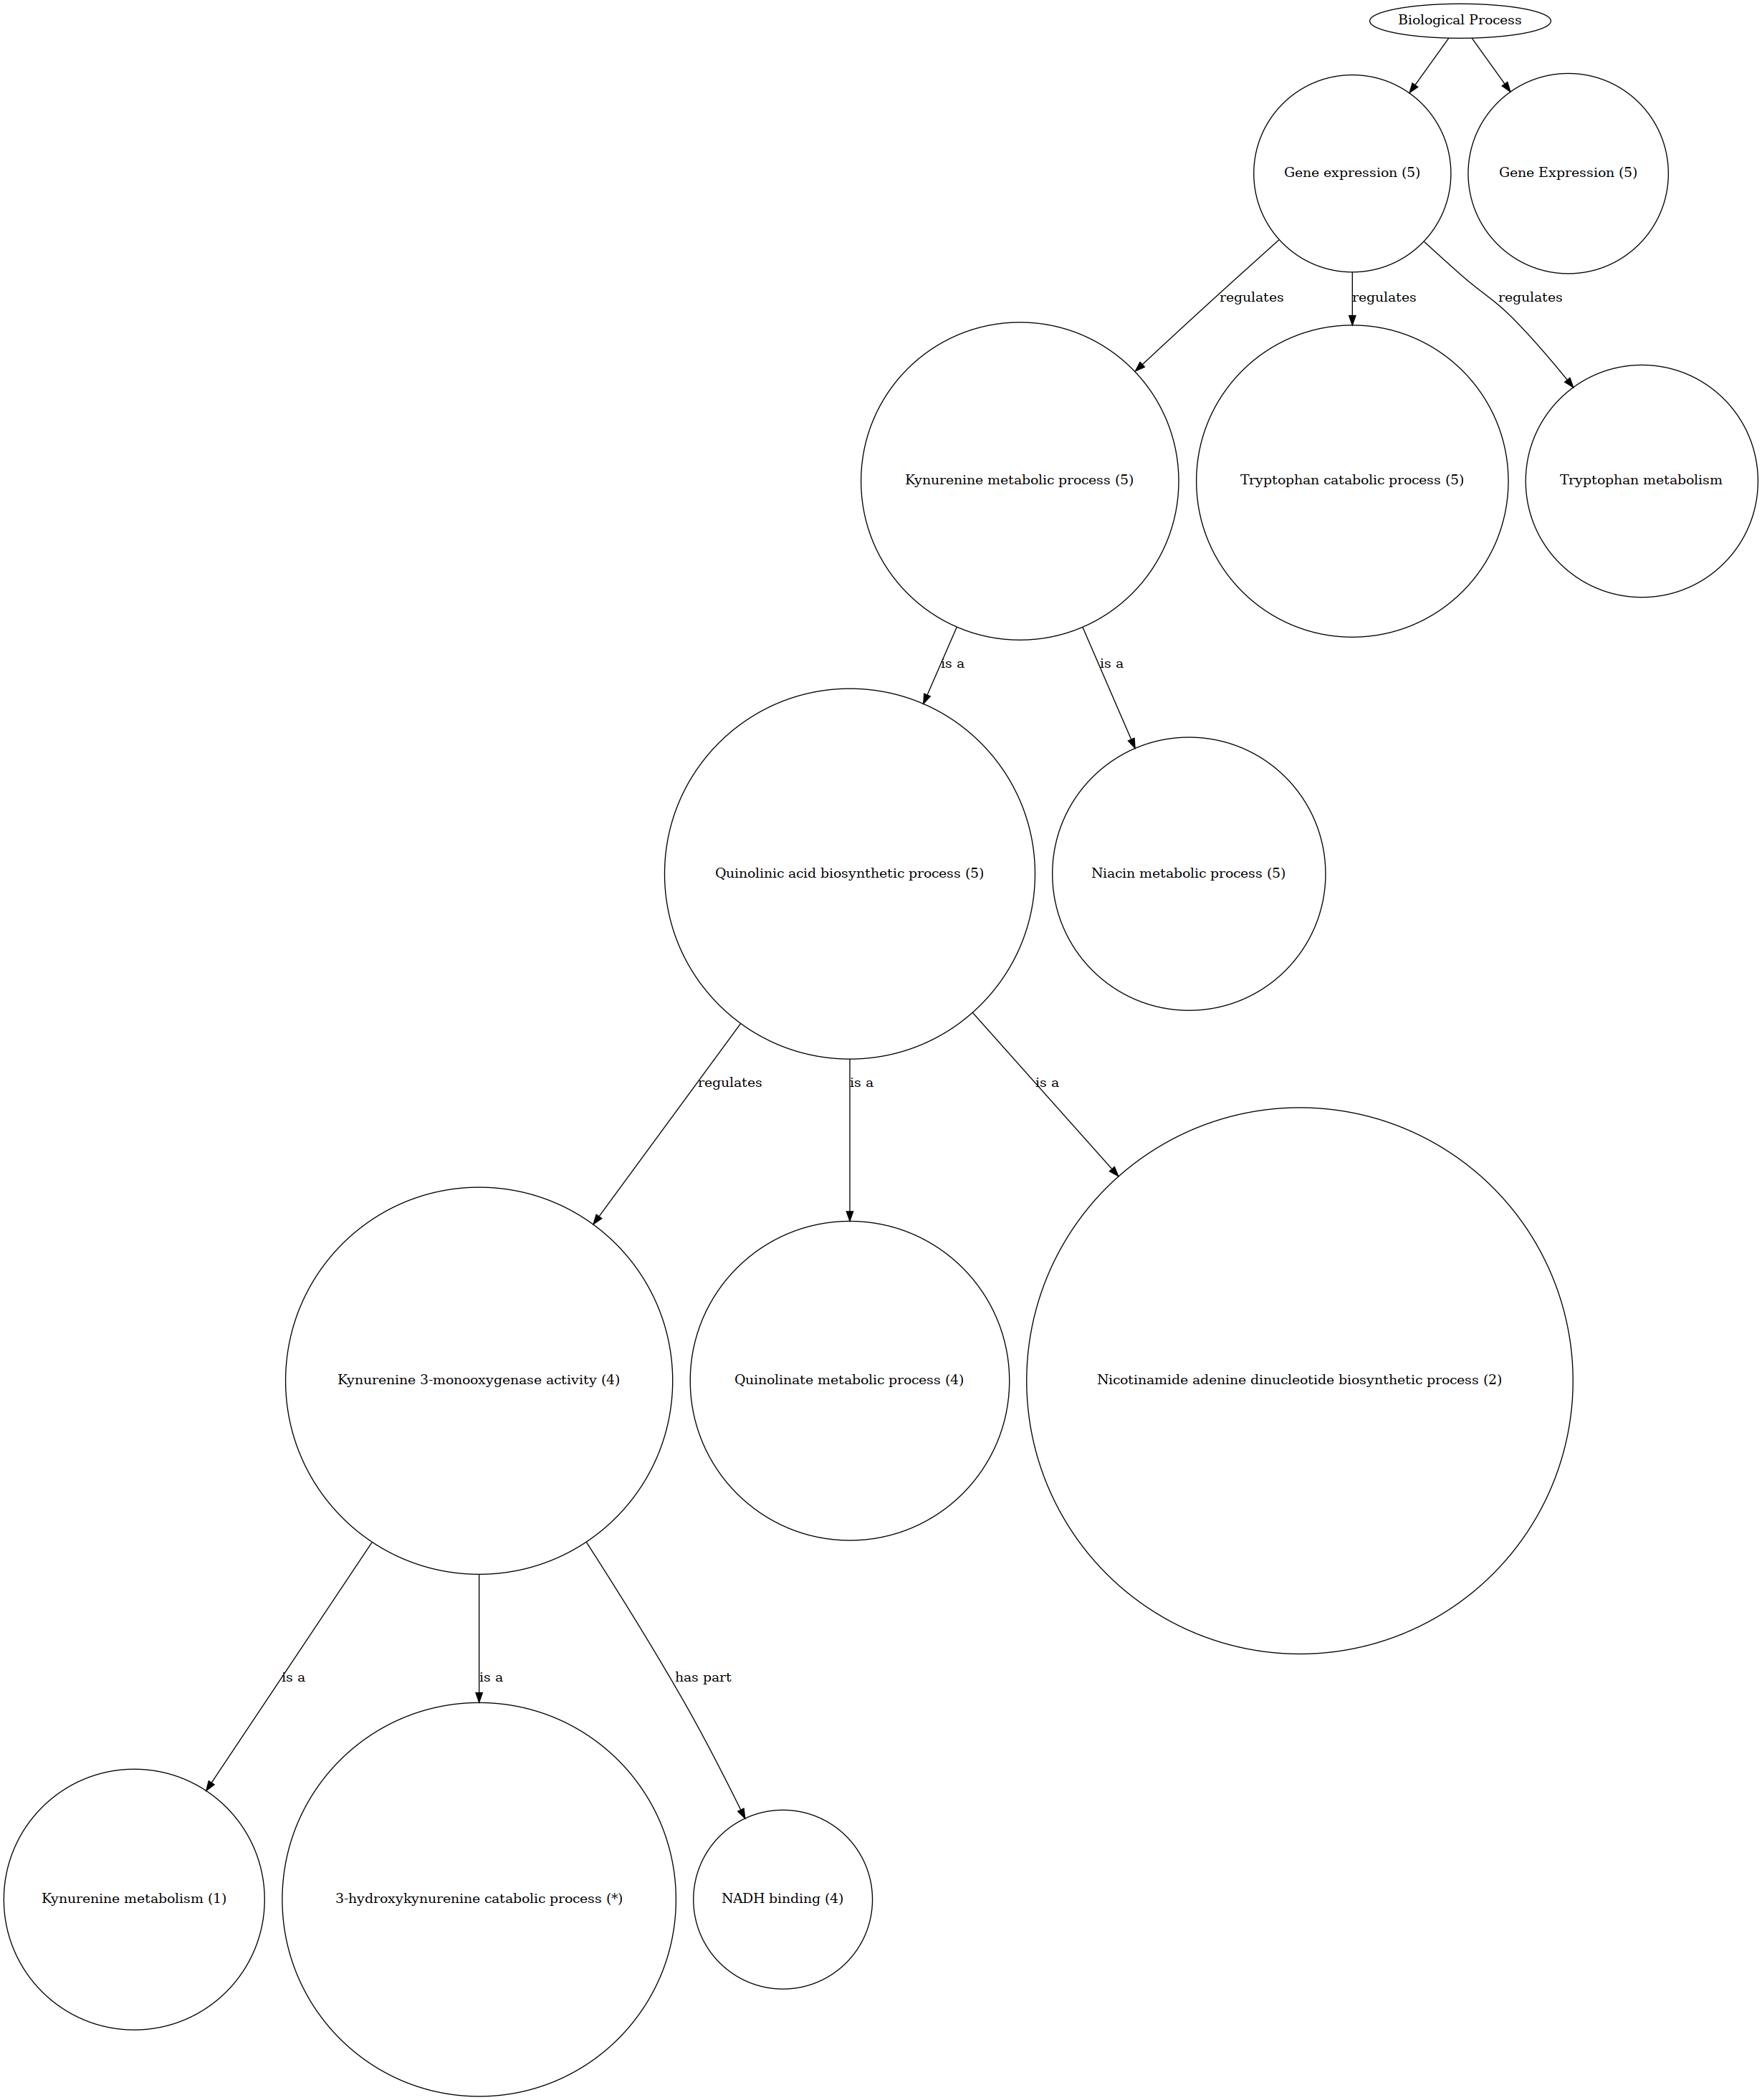 Biological Process
Gene expression (5)
Gene Expression (5)
regulates
regulates
regulates
Kynurenine metabolic process (5)
Tryptophan catabolic process (5)
Tryptophan metabolism
is a
is a
Quinolinic acid biosynthetic process (5)
Niacin metabolic process (5)
regulates
is a
is a
Kynurenine 3-monooxygenase activity (4)
Quinolinate metabolic process (4)
Nicotinamide adenine dinucleotide biosynthetic process (2)
is a
is a
has part
Kynurenine metabolism (1)
3-hydroxykynurenine catabolic process (*)
NADH binding (4)